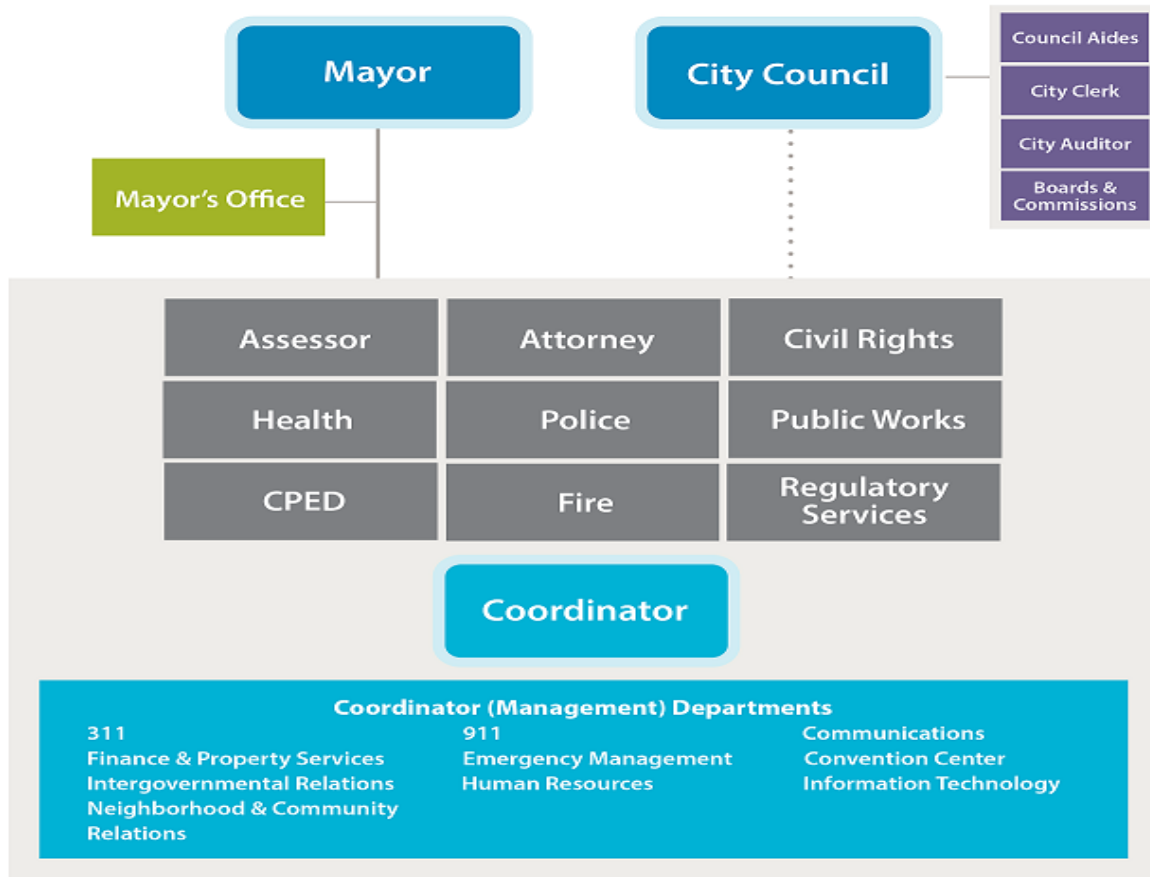 Mayor
City Council
Council Aides
City Clerk
City Auditor
Boards &
Commissions
Mayor’s Office
Assessor
Attorney
Civil Rights
Health
Police
Public Works
CPED
Fire
Regulatory
Services
Coordinator
Coordinator (Management) Departments
311
Finance & Property Services
Intergovernmental Relations
Neighborhood & Community
Relations
911
Emergency Management
Human Resources
Communications
Convention Center
Information Technology